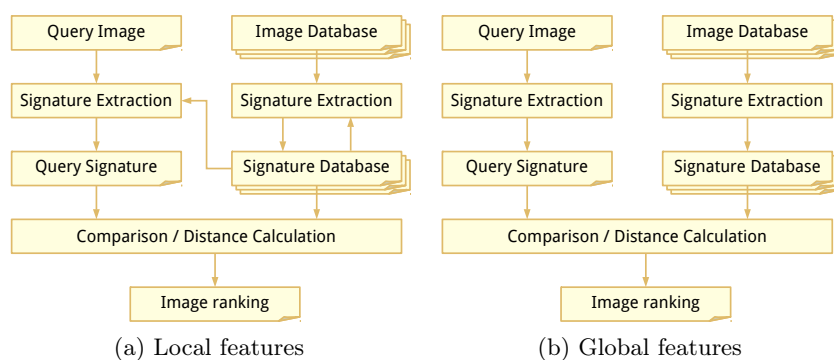 Query Image
Image Database
Signature Extraction
Signature Extraction
Query Signature
Signature Database
Comparison / Distance Calculation
Image ranking
(a) Local features
Query Image
Image Database
Signature Extraction
Signature Extraction
Query Signature
Signature Database
Comparison / Distance Calculation
Image ranking
(b) Global features